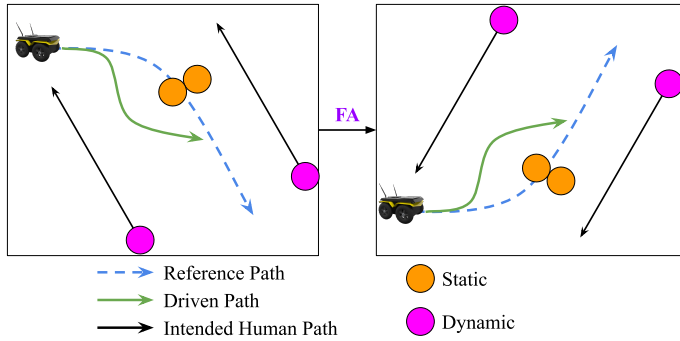 FA
Reference Path
Driven Path
Intended Human Path
Static
Dynamic